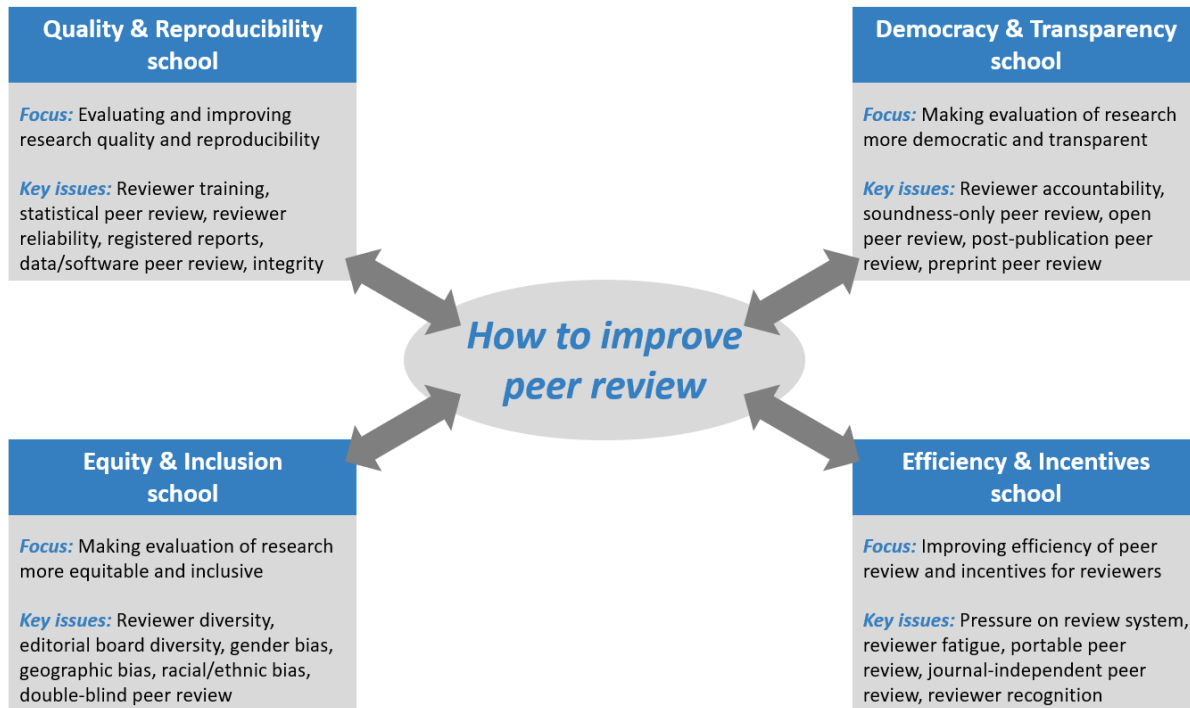 Quality & Reproducibility
school
Focus: Evaluating and improving
research quality and reproducibility
Key issues: Reviewer training,
statistical peer review, reviewer
reliability, registered reports,
data/software peer review, integrity
Democracy & Transparency
school
Focus: Making evaluation of research
more democratic and transparent
Key issues: Reviewer accountability,
soundness-only peer review, open
peer review, post-publication peer
review, preprint peer review
How to improve
peer review
Equity & Inclusion
school
Focus: Making evaluation of research
more equitable and inclusive
Key issues: Reviewer diversity,
editorial board diversity, gender bias,
geographic bias, racial/ethnic bias,
double-blind peer review
Efficiency & Incentives
school
Focus: Improving efficiency of peer
review and incentives for reviewers
Key issues: Pressure on review system,
reviewer fatigue, portable peer
review, journal-independent peer
review, reviewer recognition